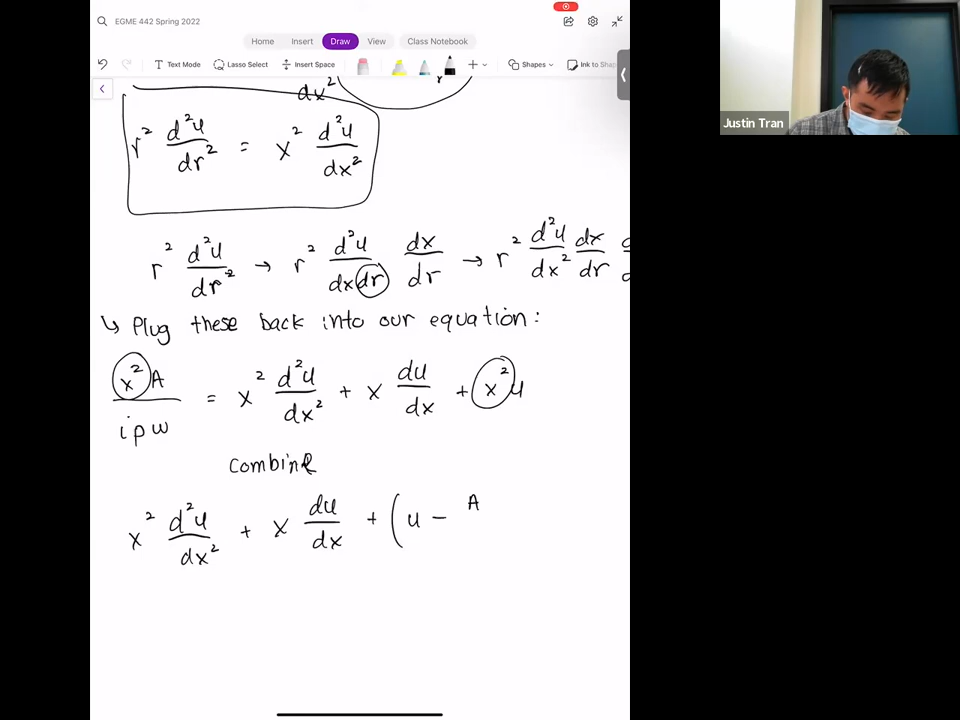 EGME 442 Spring 2022
Home Insert Draw View Class Notebook
Text Mode Lasso Select Insert Space Shapes Ink to Shap
dx²
r² d²u/dr² = x² d²u/dx²
r² d²u/dr² → r² d²u/dxdr dx/dr → r² d²u/dx² dx/dr
↳ Plug these back into our equation:
x²A/ipw = x² d²u/dx² + x du/dx + x²u
combine
x² d²u/dx² + x du/dx + (u − A
Justin Tran